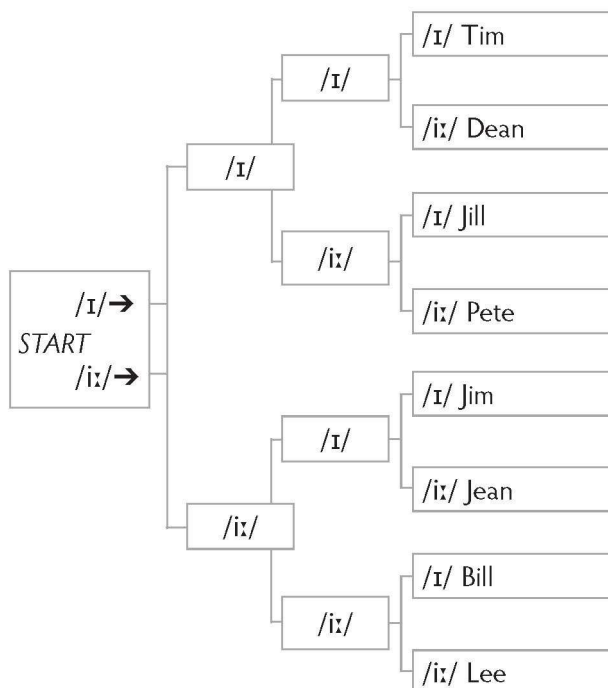 /ɪ/ Tim
/ɪ/
/iː/ Dean
/ɪ/
/ɪ/ Jill
/iː/
/ɪ/➔
/iː/ Pete
START
/iː/➔
/ɪ/ Jim
/ɪ/
/iː/ Jean
/iː/
/ɪ/ Bill
/iː/
/iː/ Lee